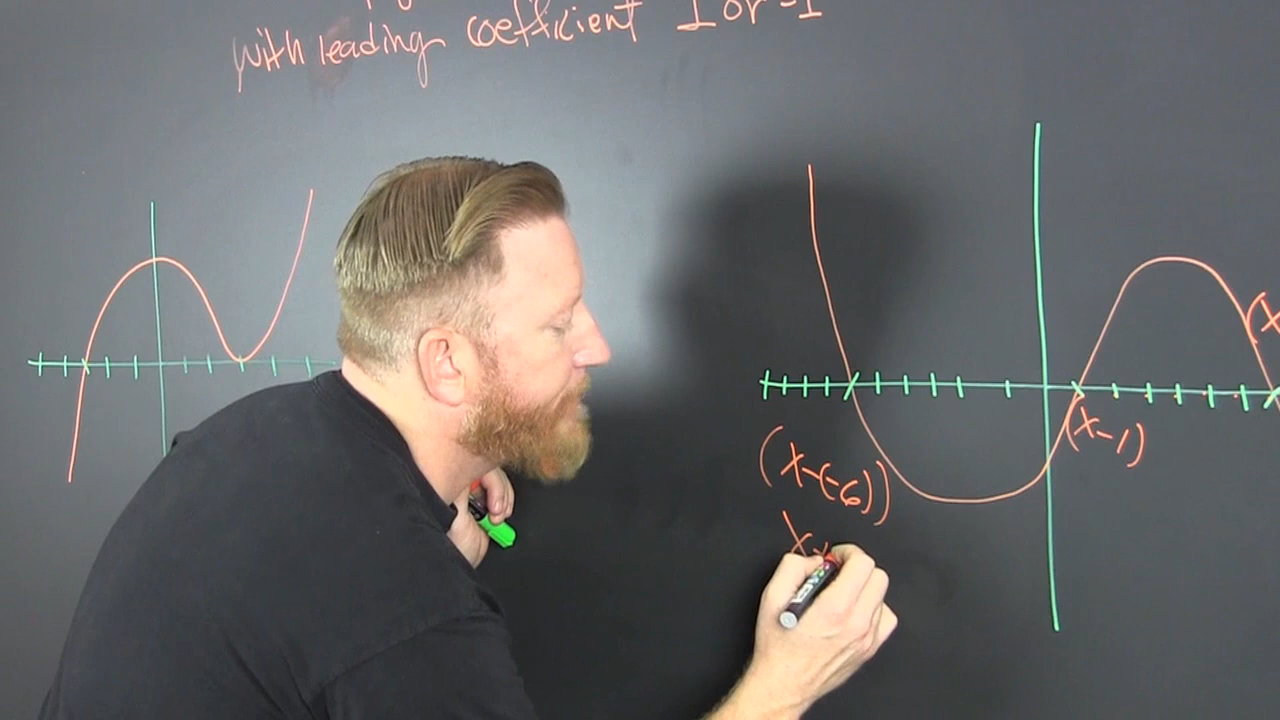 with leading coefficient 1 or -1
(x
(x-1)
(x-(-6))
x+